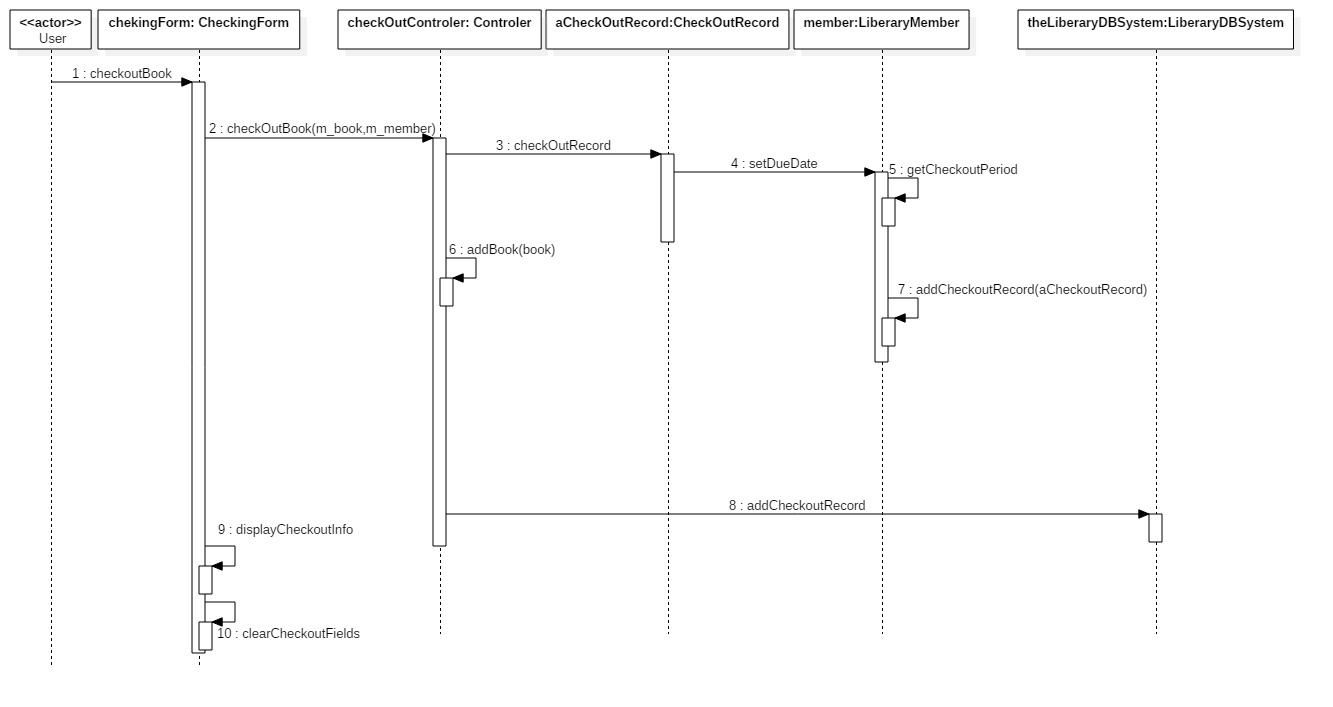 <<actor>>
User
chekingForm: CheckingForm
checkOutControler: Controler
aCheckOutRecord:CheckOutRecord
member:LiberaryMember
theLiberaryDBSystem:LiberaryDBSystem
1 : checkoutBook
2 : checkOutBook(m_book,m_member)
3 : checkOutRecord
4 : setDueDate
5 : getCheckoutPeriod
6 : addBook(book)
7 : addCheckoutRecord(aCheckoutRecord)
8 : addCheckoutRecord
9 : displayCheckoutInfo
10 : clearCheckoutFields